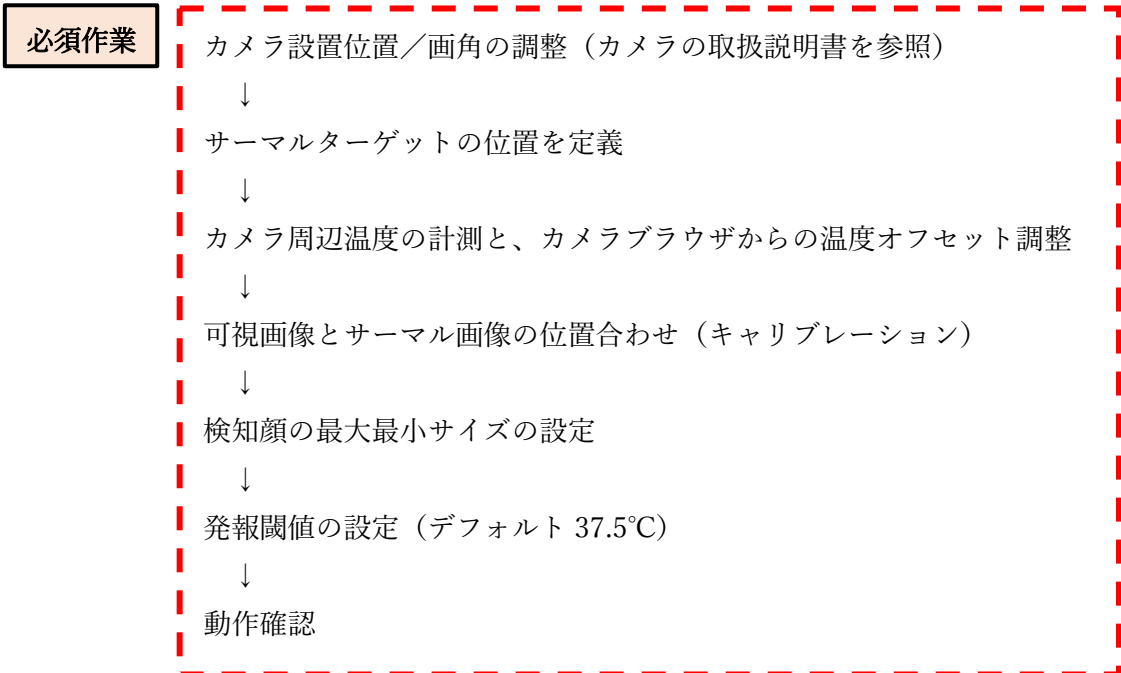 必須作業
カメラ設置位置／画角の調整（カメラの取扱説明書を参照）
↓
サーマルターゲットの位置を定義
↓
カメラ周辺温度の計測と、カメラブラウザからの温度オフセット調整
↓
可視画像とサーマル画像の位置合わせ（キャリブレーション）
↓
検知顔の最大最小サイズの設定
↓
発報閾値の設定（デフォルト 37.5℃）
↓
動作確認